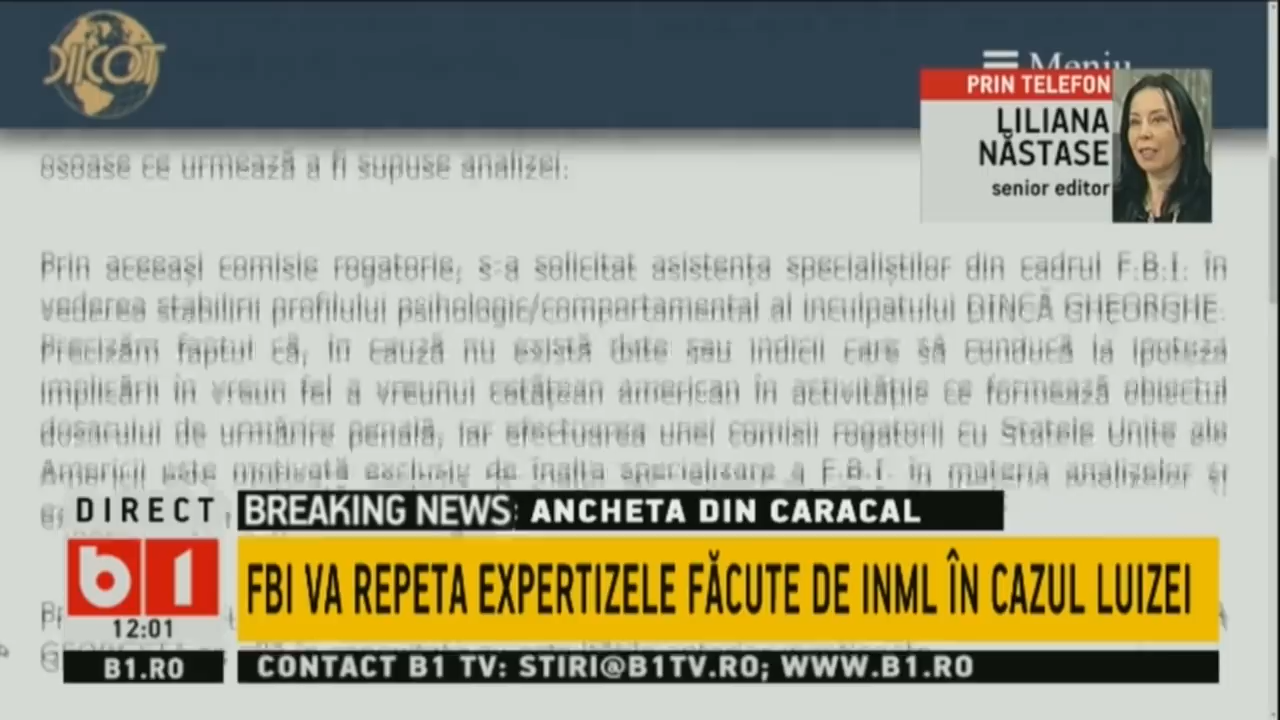 DIICOT
Meniu
PRIN TELEFON
LILIANA
NĂSTASE
senior editor
osoase ce urmează a fi supuse analizei.
Prin aceeași comisie rogatorie, s-a solicitat asistența specialiștilor din cadrul F.B.I. în
vederea stabilirii profilului psihologic/comportamental al inculpatului DINCĂ GHEORGHE.
Precizăm faptul că, în cauză nu există date sau indicii care să conducă la ipoteza
implicării în vreun fel a vreunui cetățean american în activitățile ce formează obiectul
dosarului de urmărire penală, iar efectuarea unei comisii rogatorii cu Statele Unite ale
Americii este motivată exclusiv de înalta specializare a F.B.I. în materia analizelor și
DIRECT
BREAKING NEWS: ANCHETA DIN CARACAL
b1
FBI VA REPETA EXPERTIZELE FĂCUTE DE INML ÎN CAZUL LUIZEI
12:01
B1.RO
CONTACT B1 TV: STIRI@B1TV.RO; WWW.B1.RO